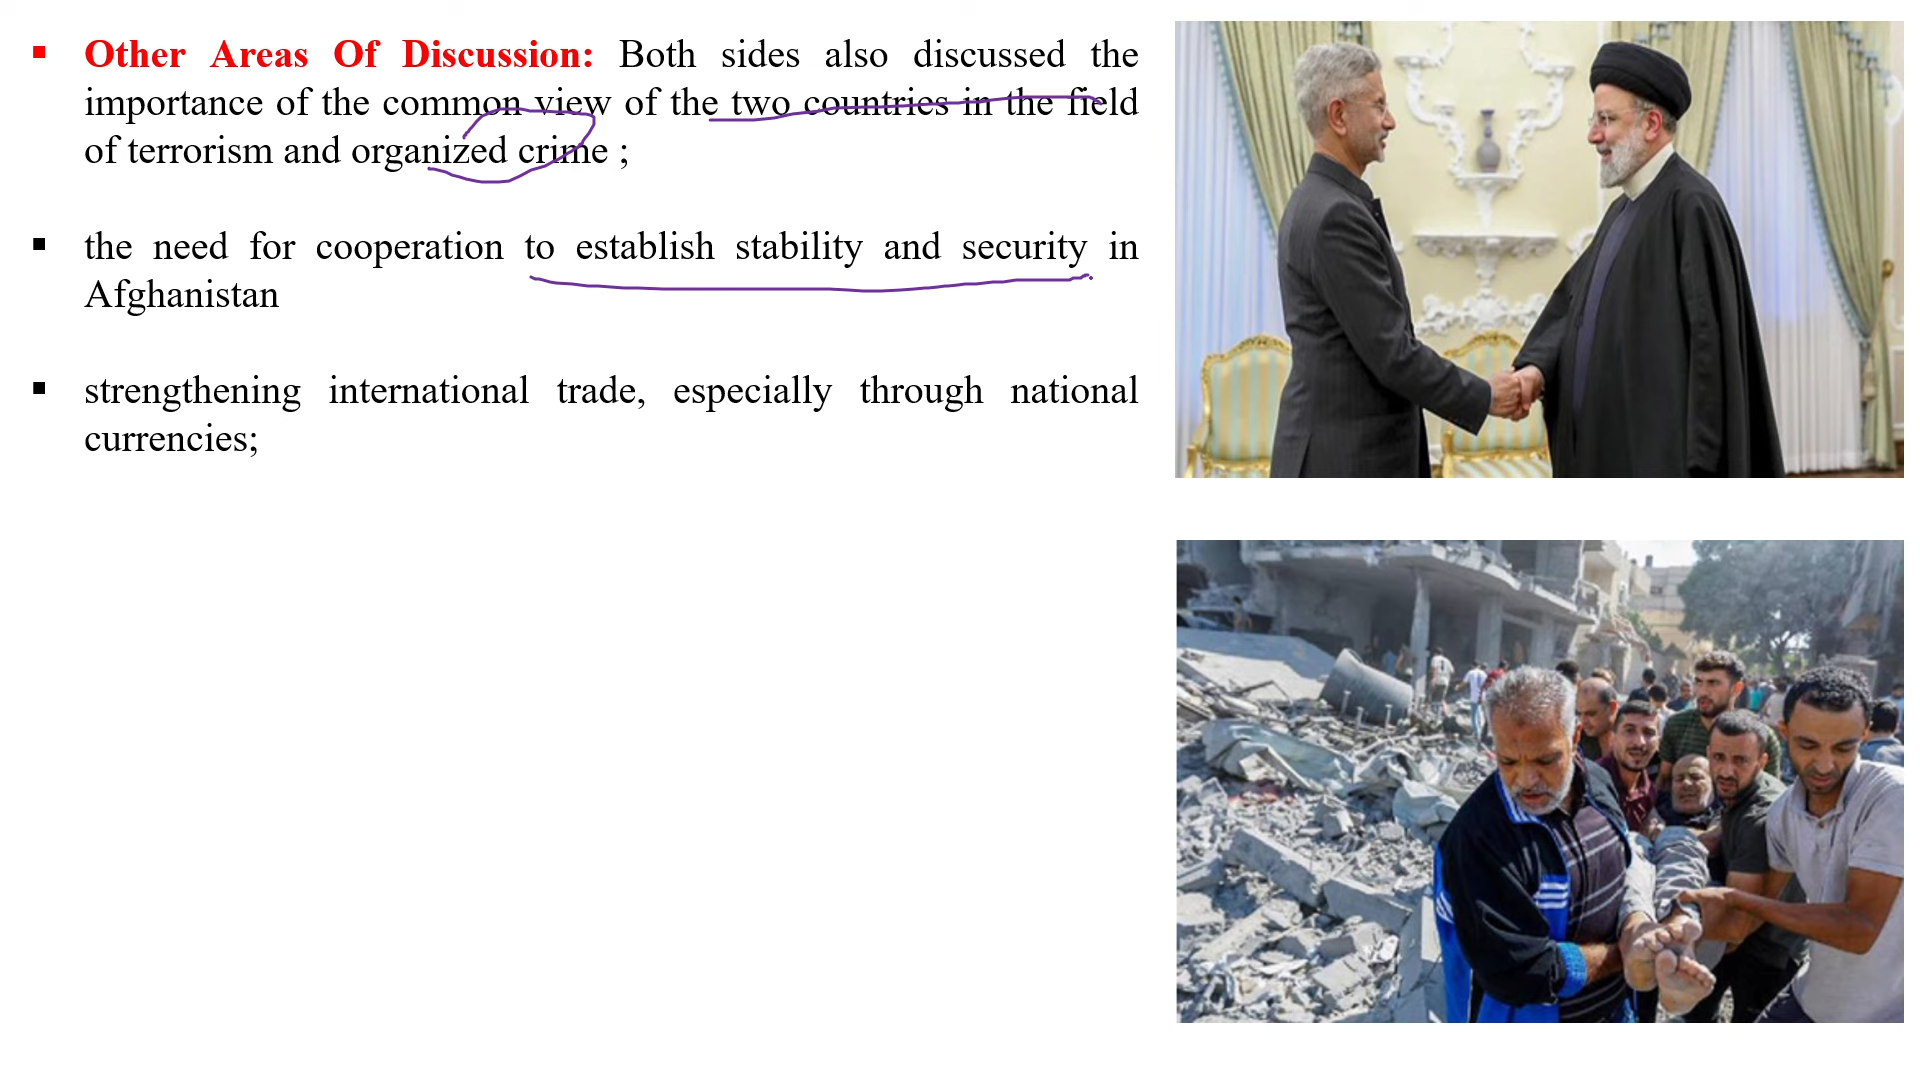 Other Areas Of Discussion: Both sides also discussed the
importance of the common view of the two countries in the field
of terrorism and organized crime ;
the need for cooperation to establish stability and security in
Afghanistan
strengthening international trade, especially through national
currencies;